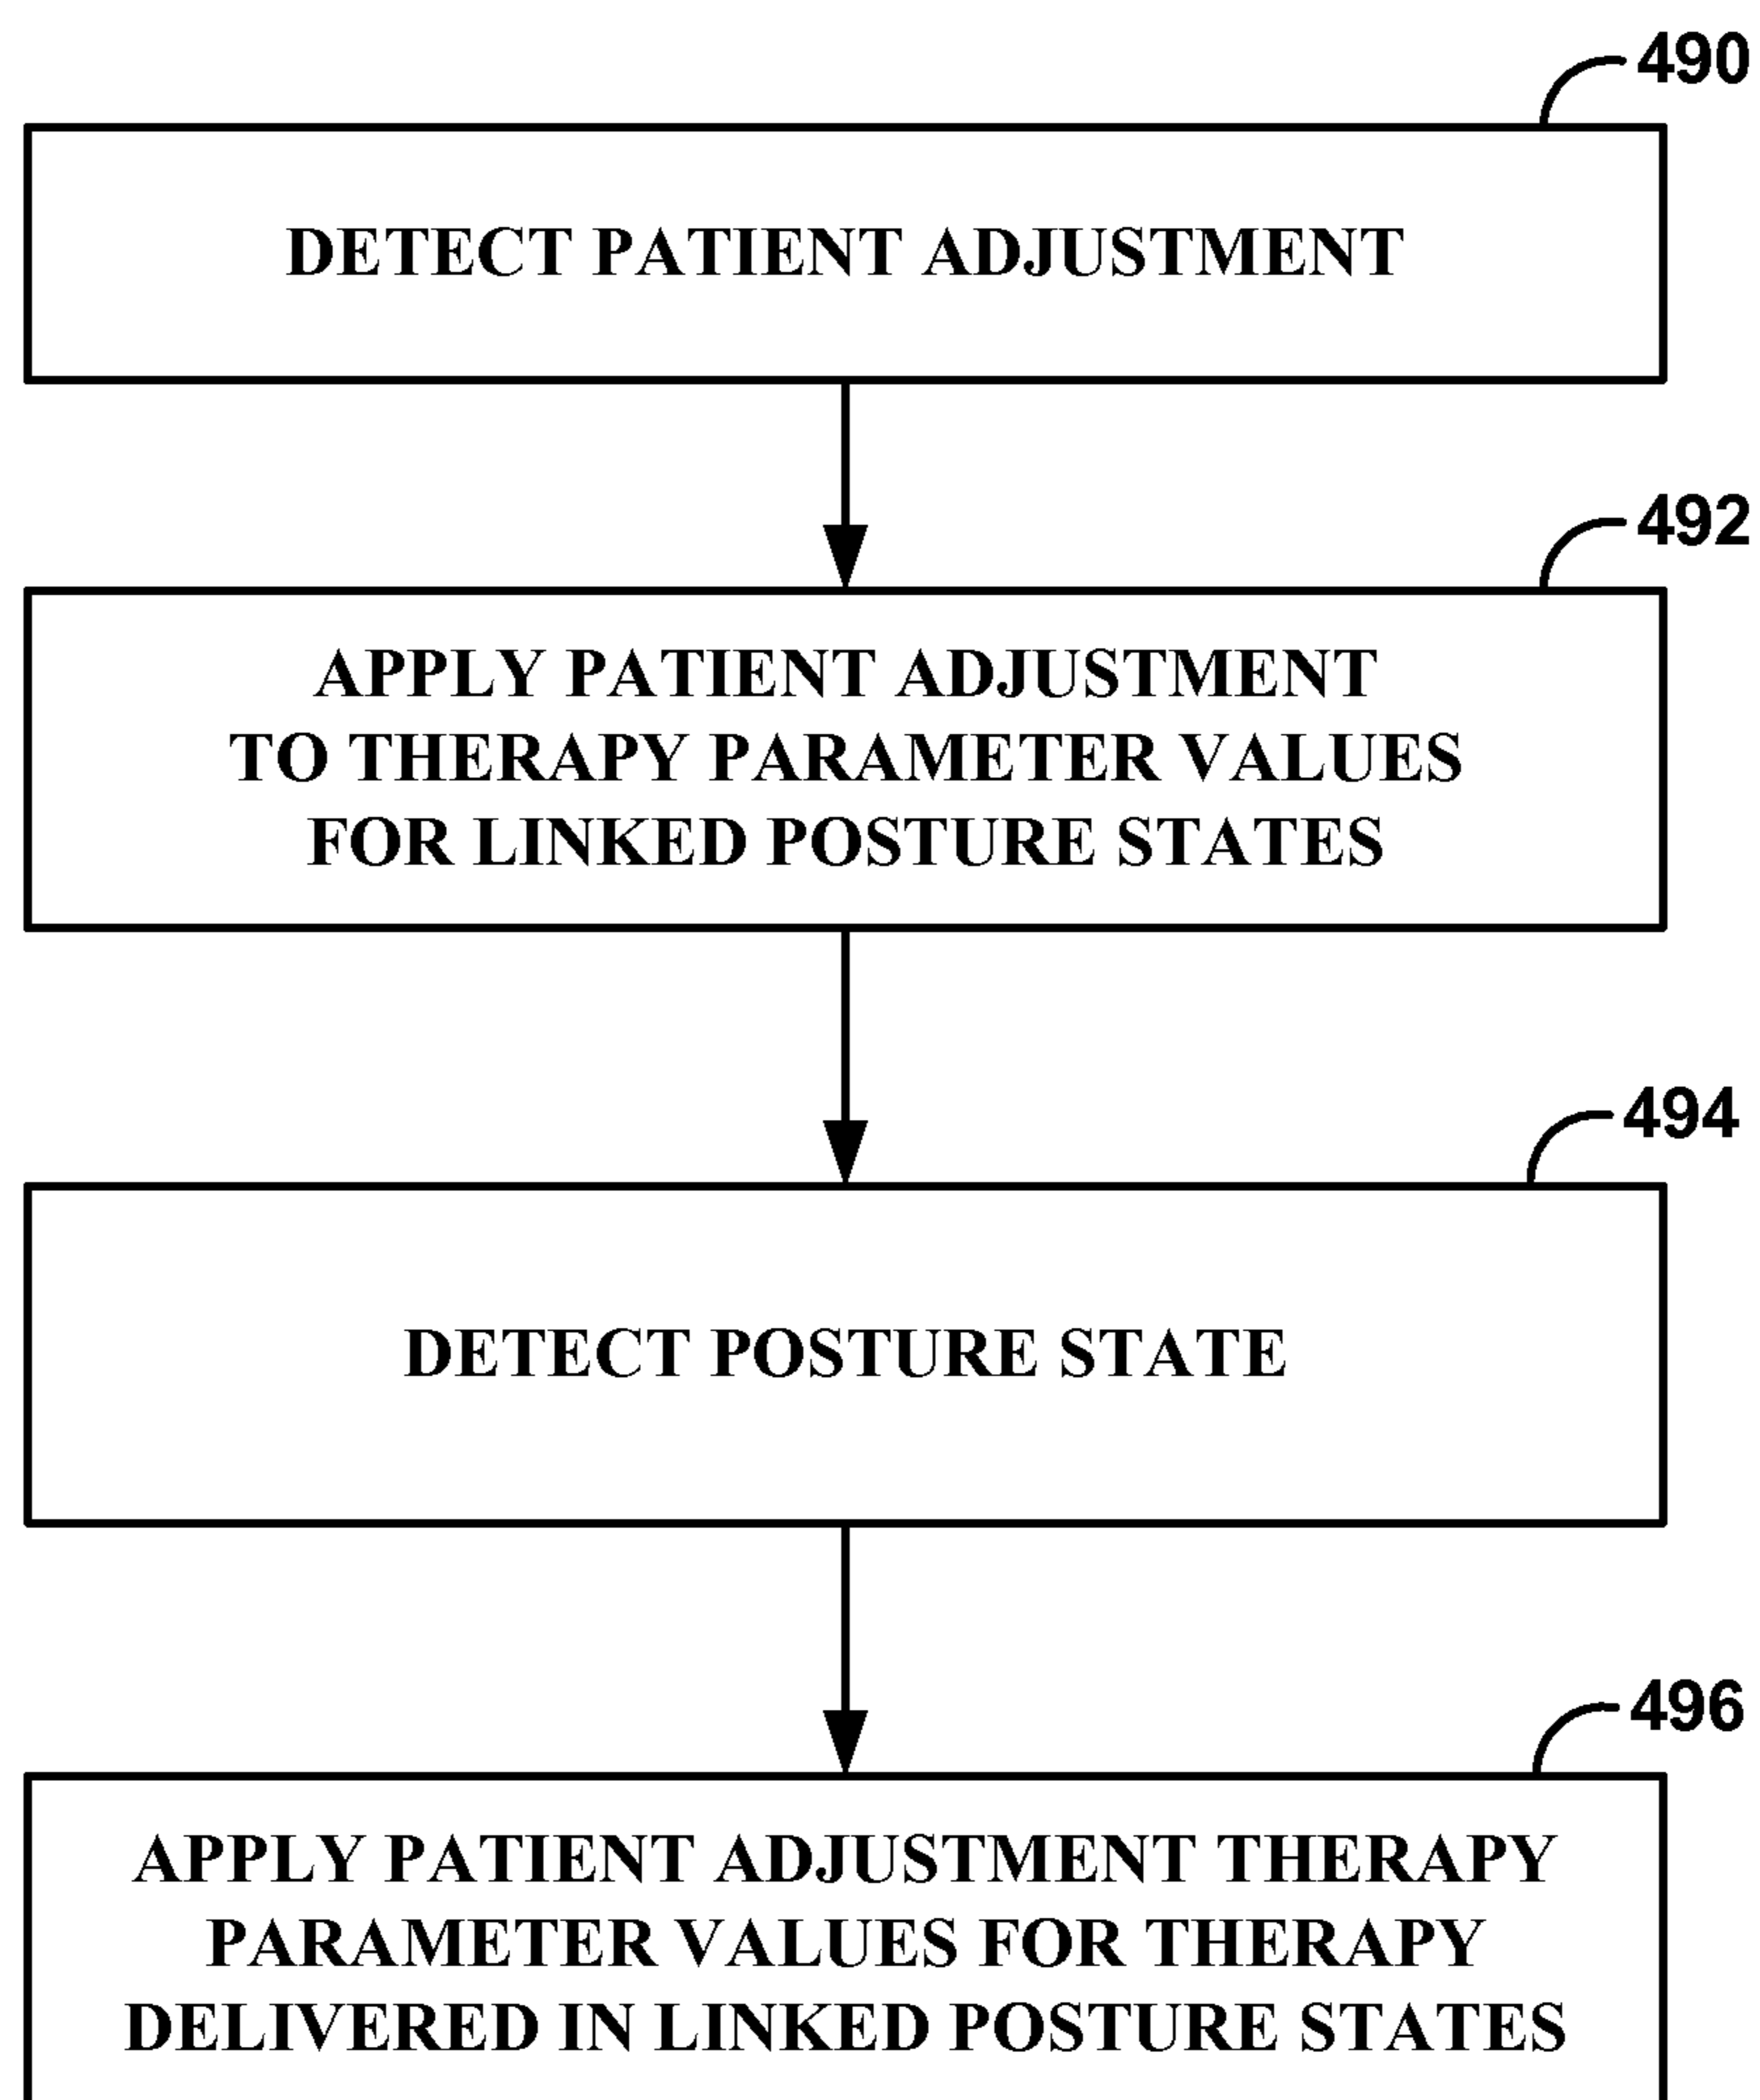 490
DETECT PATIENT ADJUSTMENT
492
APPLY PATIENT ADJUSTMENT
TO THERAPY PARAMETER VALUES
FOR LINKED POSTURE STATES
494
DETECT POSTURE STATE
496
APPLY PATIENT ADJUSTMENT THERAPY
PARAMETER VALUES FOR THERAPY
DELIVERED IN LINKED POSTURE STATES